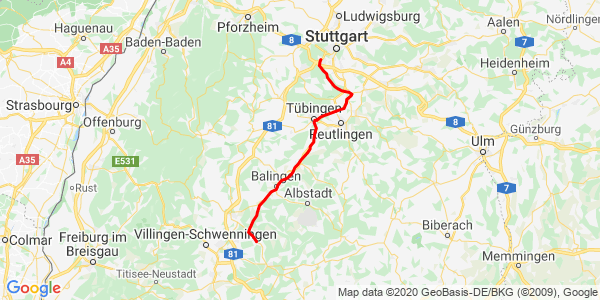 Pforzheim
Ludwigsburg
Aalen
Nördlingen
Haguenau
A35
8
Stuttgart
7
A4
Baden-Baden
Heidenheim
Strasbourg
Tübingen
Offenburg
81
Reutlingen
8
Günzburg
A35
E531
Ulm
Rust
Balingen
Albstadt
7
Colmar
Villingen-Schwenningen
Biberach
Freiburg im
Breisgau
81
Memmingen
Titisee-Neustadt
Google
Map data ©2020 GeoBasis-DE/BKG (©2009), Google